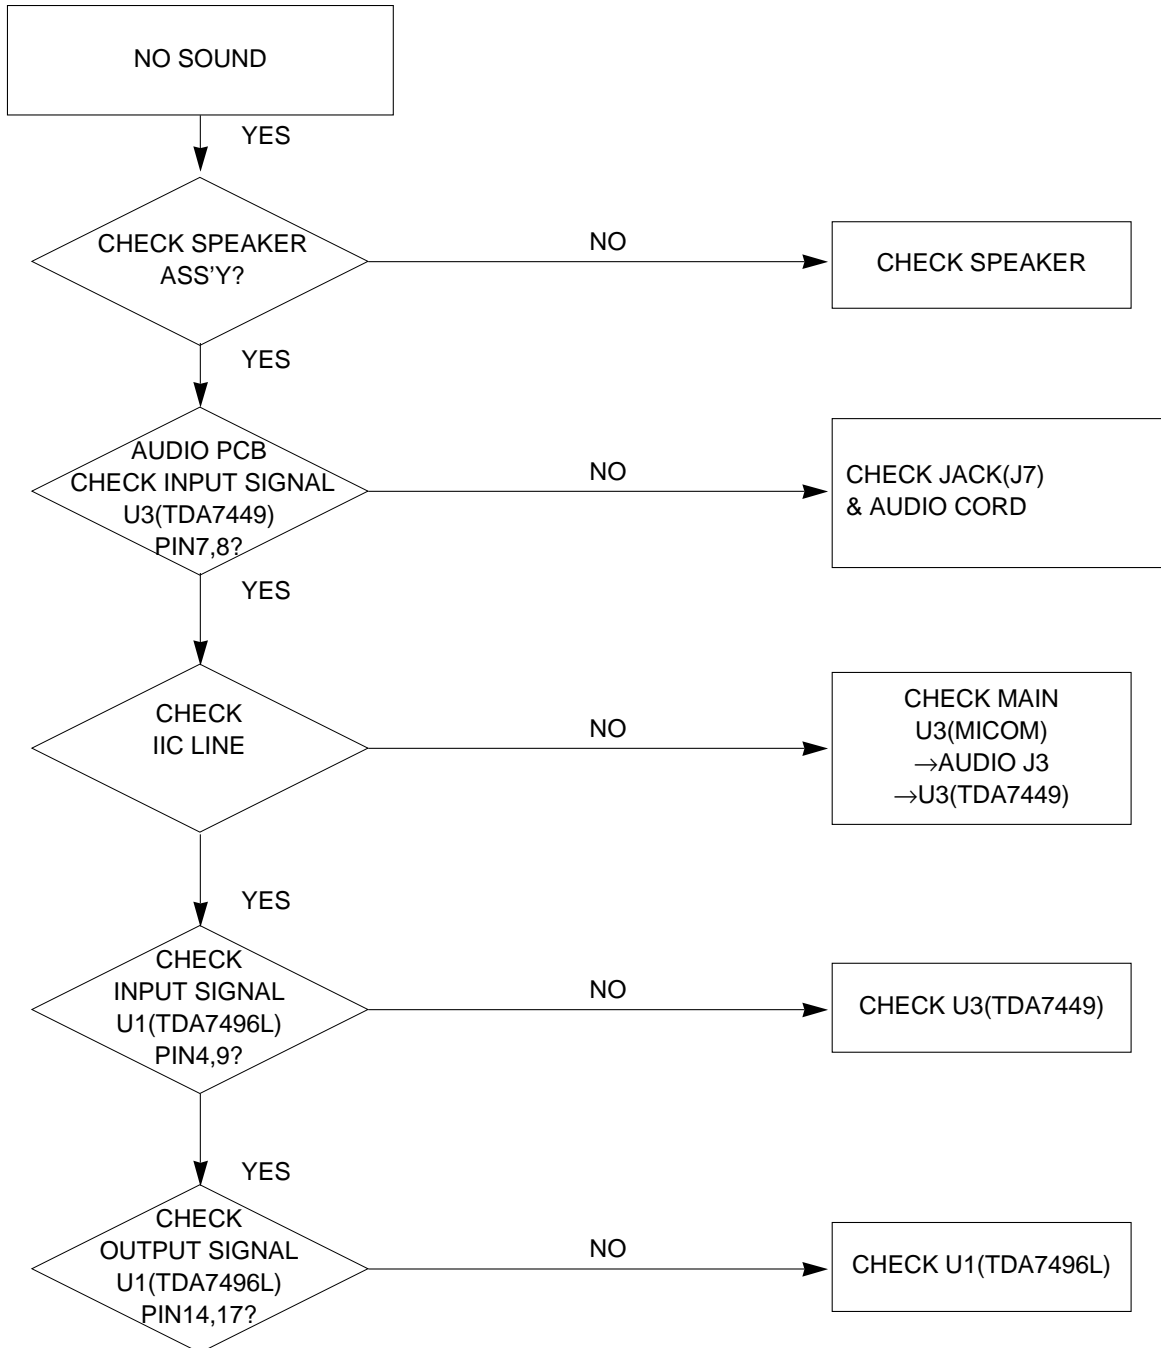 NO SOUND
YES
CHECK SPEAKER
ASS'Y?
NO
CHECK SPEAKER
YES
AUDIO PCB
CHECK INPUT SIGNAL
U3(TDA7449)
PIN7,8?
NO
CHECK JACK(J7)
& AUDIO CORD
YES
CHECK
IIC LINE
NO
CHECK MAIN
U3(MICOM)
→AUDIO J3
→U3(TDA7449)
YES
CHECK
INPUT SIGNAL
U1(TDA7496L)
PIN4,9?
NO
CHECK U3(TDA7449)
YES
CHECK
OUTPUT SIGNAL
U1(TDA7496L)
PIN14,17?
NO
CHECK U1(TDA7496L)